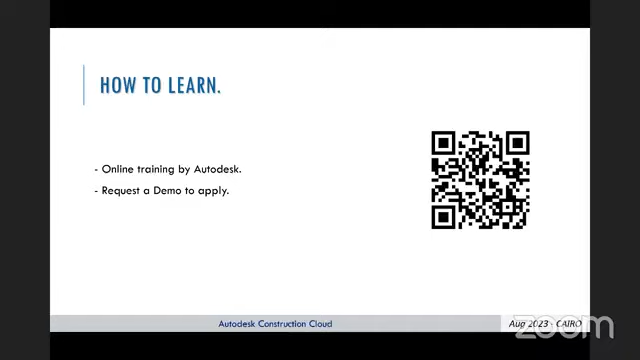 HOW TO LEARN.
- Online training by Autodesk.
- Request a Demo to apply.
Autodesk Construction Cloud
Aug 2023 - CAIRO
zoom